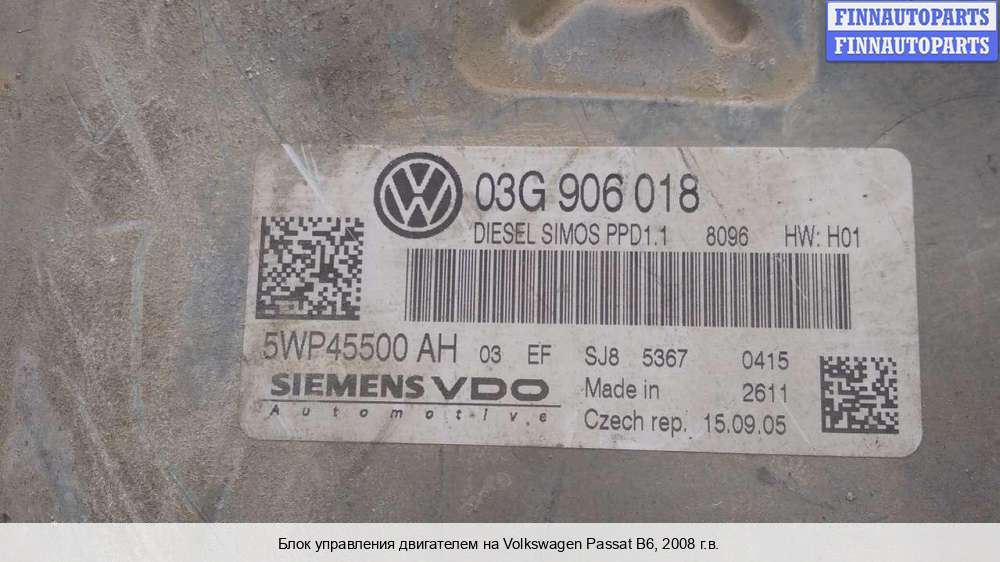 FINNAUTOPARTS
FINNAUTOPARTS
03G 906 018
DIESEL SIMOS PPD1.1 8096 HW: H01
5WP45500 AH 03 EF SJ8 5367 0415
SIEMENS VDO Made in 2611
Automotive Czech rep. 15.09.05
Блок управления двигателем на Volkswagen Passat B6, 2008 г.в.